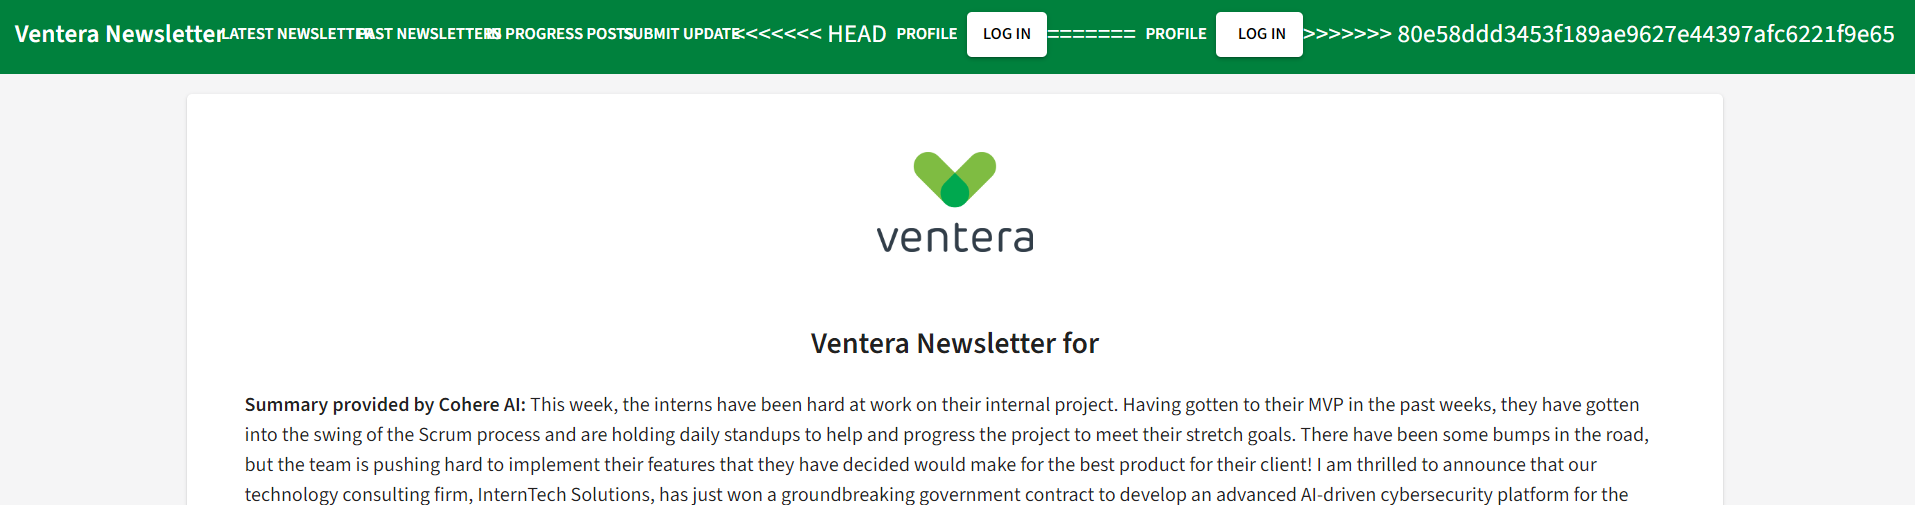 Ventera Newsletter LATEST NEWSLETTER PAST NEWSLETTERS IN PROGRESS POSTS SUBMIT UPDATE <<<<<<< HEAD PROFILE LOG IN ======= PROFILE LOG IN >>>>>>> 80e58ddd3453f189ae9627e44397afc6221f9e65
ventera
Ventera Newsletter for
Summary provided by Cohere AI: This week, the interns have been hard at work on their internal project. Having gotten to their MVP in the past weeks, they have gotten
into the swing of the Scrum process and are holding daily standups to help and progress the project to meet their stretch goals. There have been some bumps in the road,
but the team is pushing hard to implement their features that they have decided would make for the best product for their client! I am thrilled to announce that our
technology consulting firm, InternTech Solutions, has just won a groundbreaking government contract to develop an advanced AI-driven cybersecurity platform for the